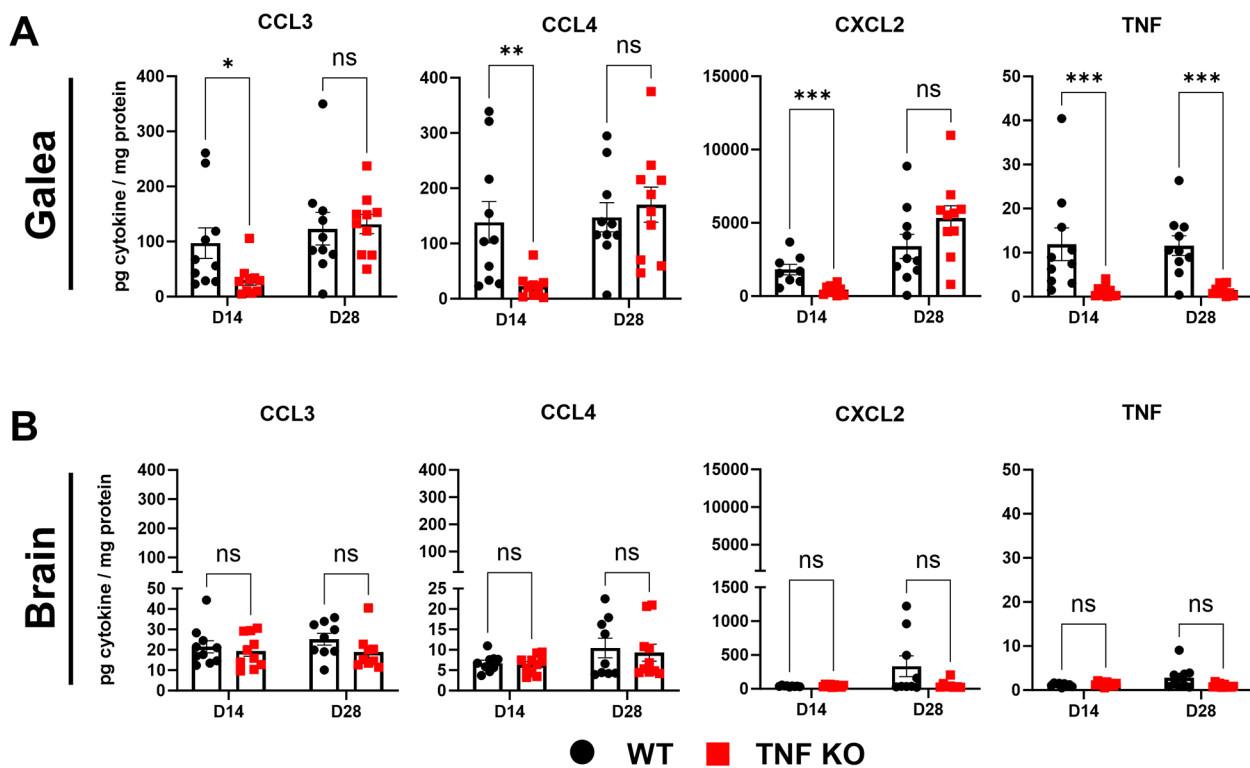 A
Galea
pg cytokine / mg protein
CCL3
400
300
200
100
0
*
ns
D14
D28
CCL4
400
300
200
100
0
**
ns
D14
D28
CXCL2
15000
10000
5000
0
***
ns
D14
D28
TNF
50
40
30
20
10
0
***
***
D14
D28
B
Brain
pg cytokine / mg protein
CCL3
400
300
200
100
50
40
30
20
10
0
ns
ns
D14
D28
CCL4
400
300
200
100
25
20
15
10
5
0
ns
ns
D14
D28
CXCL2
15000
12500
10000
7500
5000
2500
1500
1000
500
0
ns
ns
D14
D28
TNF
50
40
30
20
10
0
ns
ns
D14
D28
WT
TNF KO